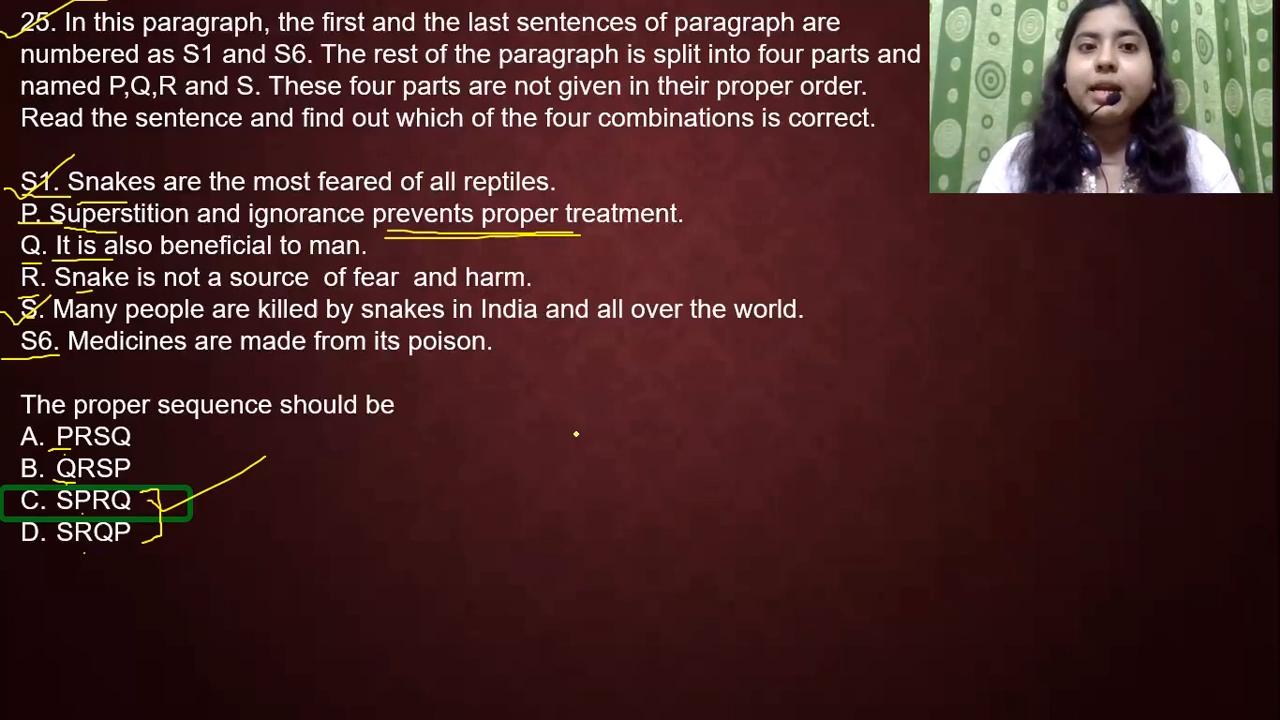 25. In this paragraph, the first and the last sentences of paragraph are
numbered as S1 and S6. The rest of the paragraph is split into four parts and
named P,Q,R and S. These four parts are not given in their proper order.
Read the sentence and find out which of the four combinations is correct.
S1. Snakes are the most feared of all reptiles.
P. Superstition and ignorance prevents proper treatment.
Q. It is also beneficial to man.
R. Snake is not a source of fear and harm.
S. Many people are killed by snakes in India and all over the world.
S6. Medicines are made from its poison.
The proper sequence should be
A. PRSQ
B. QRSP
C. SPRQ
D. SRQP